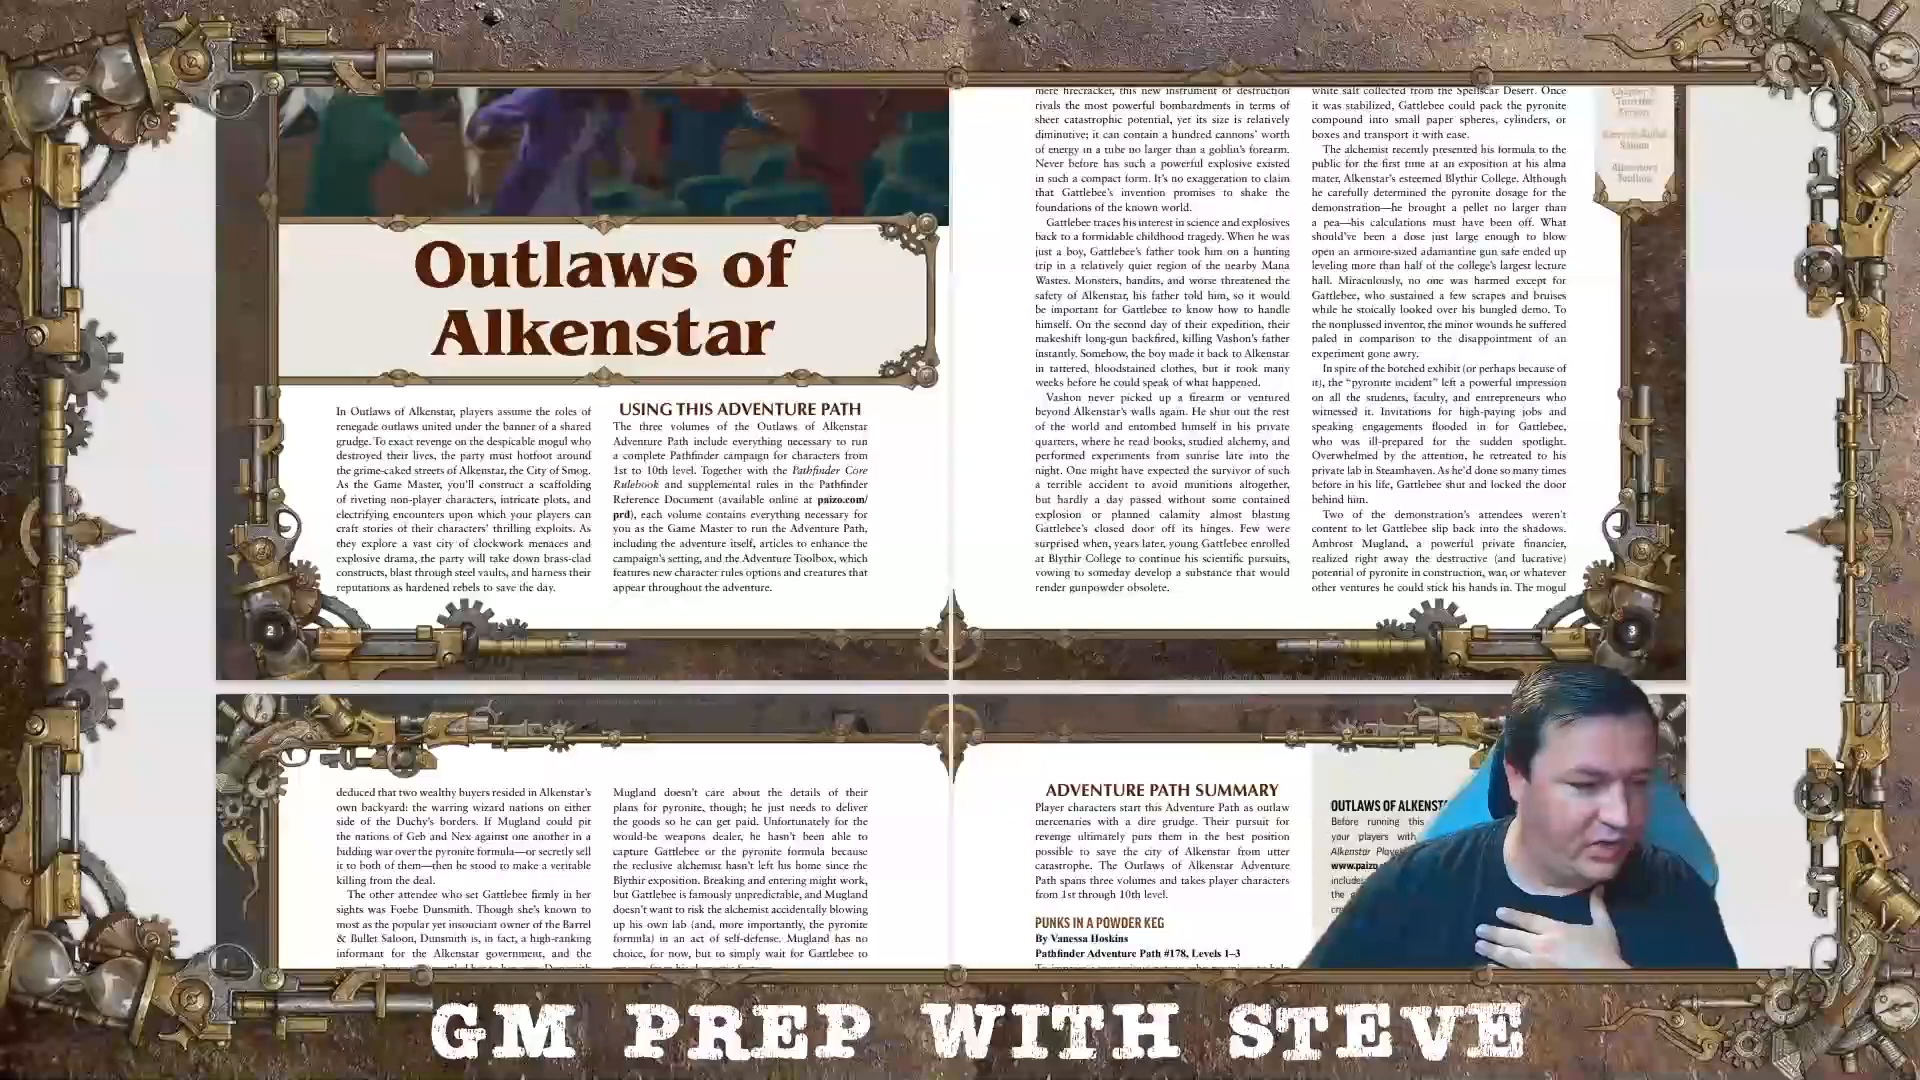 Outlaws of
Alkenstar
In Outlaws of Alkenstar, players assume the roles of
renegade outlaws united under the banner of a shared
grudge. To exact revenge on the despicable mogul who
destroyed their lives, the party must hotfoot around
the grime-caked streets of Alkenstar, the City of Smog.
As the Game Master, you'll construct a scaffolding
of riveting non-player characters, intricate plots, and
electrifying encounters upon which your players can
craft stories of their characters' thrilling exploits. As
they explore a vast city of clockwork menaces and
explosive drama, the party will take down brass-clad
constructs, blast through steel vaults, and harness their
reputations as hardened rebels to save the day.
USING THIS ADVENTURE PATH
The three volumes of the Outlaws of Alkenstar
Adventure Path include everything necessary to run
a complete Pathfinder campaign for characters from
1st to 10th level. Together with the Pathfinder Core
Rulebook and supplemental rules in the Pathfinder
Reference Document (available online at paizo.com/
prd), each volume contains everything necessary for
you as the Game Master to run the Adventure Path,
including the adventure itself, articles to enhance the
campaign's setting, and the Adventure Toolbox, which
features new character rules options and creatures that
appear throughout the adventure.
2
mere firecracker, this new instrument of destruction
rivals the most powerful bombardments in terms of
sheer catastrophic potential, yet its size is relatively
diminutive; it can contain a hundred cannons' worth
of energy in a tube no larger than a goblin's forearm.
Never before has such a powerful explosive existed
in such a compact form. It's no exaggeration to claim
that Gattlebee's invention promises to shake the
foundations of the known world.
Gattlebee traces his interest in science and explosives
back to a formidable childhood tragedy. When he was
just a boy, Gattlebee's father took him on a hunting
trip in a relatively quiet region of the nearby Mana
Wastes. Monsters, bandits, and worse threatened the
safety of Alkenstar, his father told him, so it would
be important for Gattlebee to know how to handle
himself. On the second day of their expedition, their
makeshift long-gun backfired, killing Vashon's father
instantly. Somehow, the boy made it back to Alkenstar
in tattered, bloodstained clothes, but it took many
weeks before he could speak of what happened.
Vashon never picked up a firearm or ventured
beyond Alkenstar's walls again. He shut out the rest
of the world and entombed himself in his private
quarters, where he read books, studied alchemy, and
performed experiments from sunrise late into the
night. One might have expected the survivor of such
a terrible accident to avoid munitions altogether,
but hardly a day passed without some contained
explosion or planned calamity almost blasting
Gattlebee's closed door off its hinges. Few were
surprised when, years later, young Gattlebee enrolled
at Blythir College to continue his scientific pursuits,
vowing to someday develop a substance that would
render gunpowder obsolete.
white salt collected from the Spellscar Desert. Once
it was stabilized, Gattlebee could pack the pyronite
compound into small paper spheres, cylinders, or
boxes and transport it with ease.
The alchemist recently presented his formula to the
public for the first time at an exposition at his alma
mater, Alkenstar's esteemed Blythir College. Although
he carefully determined the pyronite dosage for the
demonstration—he brought a pellet no larger than
a pea—his calculations must have been off. What
should've been a dose just large enough to blow
open an armoire-sized adamantine gun safe ended up
leveling more than half of the college's largest lecture
hall. Miraculously, no one was harmed except for
Gattlebee, who sustained a few scrapes and bruises
while he stoically looked over his bungled demo. To
the nonplussed inventor, the minor wounds he suffered
paled in comparison to the disappointment of an
experiment gone awry.
In spite of the botched exhibit (or perhaps because of
it), the “pyronite incident” left a powerful impression
on all the students, faculty, and entrepreneurs who
witnessed it. Invitations for high-paying jobs and
speaking engagements flooded in for Gattlebee,
who was ill-prepared for the sudden spotlight.
Overwhelmed by the attention, he retreated to his
private lab in Steamhaven. As he'd done so many times
before in his life, Gattlebee shut and locked the door
behind him.
Two of the demonstration's attendees weren't
content to let Gattlebee slip back into the shadows.
Ambrost Mugland, a powerful private financier,
realized right away the destructive (and lucrative)
potential of pyronite in construction, war, or whatever
other ventures he could stick his hands in. The mogul
3
deduced that two wealthy buyers resided in Alkenstar's
own backyard: the warring wizard nations on either
side of the Duchy's borders. If Mugland could pit
the nations of Geb and Nex against one another in a
bidding war over the pyronite formula—or secretly sell
it to both of them—then he stood to make a veritable
killing from the deal.
The other attendee who set Gattlebee firmly in her
sights was Foebe Dunsmith. Though she's known to
most as the popular yet insouciant owner of the Barrel
& Bullet Saloon, Dunsmith is, in fact, a high-ranking
informant for the Alkenstar government, and the
Mugland doesn't care about the details of their
plans for pyronite, though; he just needs to deliver
the goods so he can get paid. Unfortunately for the
would-be weapons dealer, he hasn't been able to
capture Gattlebee or the pyronite formula because
the reclusive alchemist hasn't left his home since the
Blythir exposition. Breaking and entering might work,
but Gattlebee is famously unpredictable, and Mugland
doesn't want to risk the alchemist accidentally blowing
up his own lab (and, more importantly, the pyronite
formula) in an act of self-defense. Mugland has no
choice, for now, but to simply wait for Gattlebee to
ADVENTURE PATH SUMMARY
Player characters start this Adventure Path as outlaw
mercenaries with a dire grudge. Their pursuit for
revenge ultimately puts them in the best position
possible to save the city of Alkenstar from utter
catastrophe. The Outlaws of Alkenstar Adventure
Path spans three volumes and takes player characters
from 1st through 10th level.
PUNKS IN A POWDER KEG
By Vanessa Hoskins
Pathfinder Adventure Path #178, Levels 1–3
OUTLAWS OF
Before running this
your players with
Alkenstar
GM PREP WITH STEVE